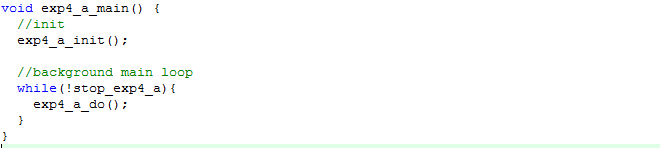 void exp4_a_main() {
  //init
  exp4_a_init();

  //background main loop
  while(!stop_exp4_a){
    exp4_a_do();
  }
}